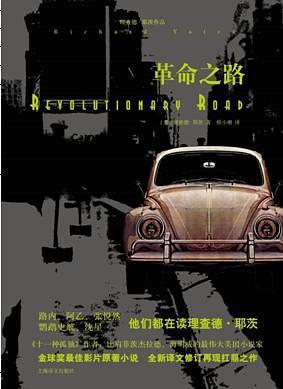 理查德·耶茨作品
Richard Yates
革命之路
REVOLUTIONARY ROAD
路内、阿乙、张悦然
鹦鹉史航、沈星
他们都在读理查德·耶茨
《十一种孤独》作者，比肩菲茨杰拉德、海明威的最伟大美国小说家
金球奖最佳影片原著小说 全新译文修订再现扛鼎之作
上海译文出版社